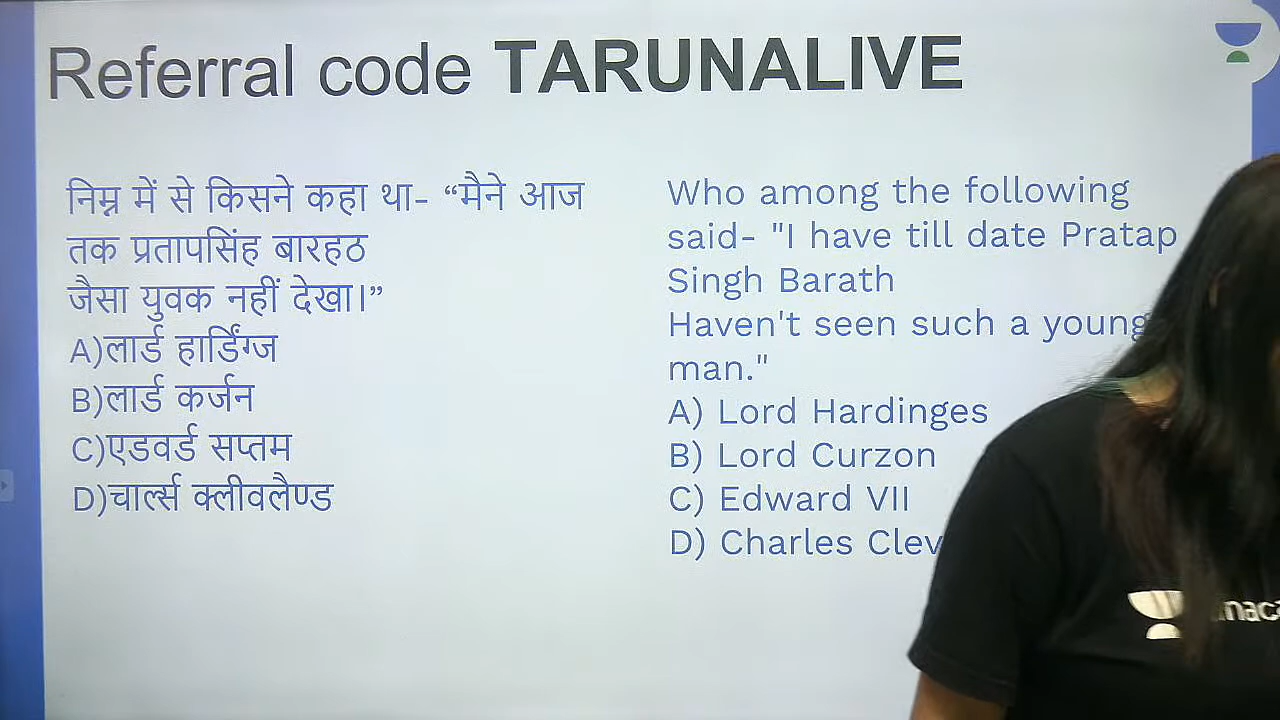 Referral code TARUNALIVE
निम्न में से किसने कहा था- “मैने आज
तक प्रतापसिंह बारहठ
जैसा युवक नहीं देखा।”
A)लार्ड हार्डिंग्ज
B)लार्ड कर्जन
C)एडवर्ड सप्तम
D)चार्ल्स क्लीवलैण्ड
Who among the following
said- "I have till date Pratap
Singh Barath
Haven't seen such a young
man."
A) Lord Hardinges
B) Lord Curzon
C) Edward VII
D) Charles